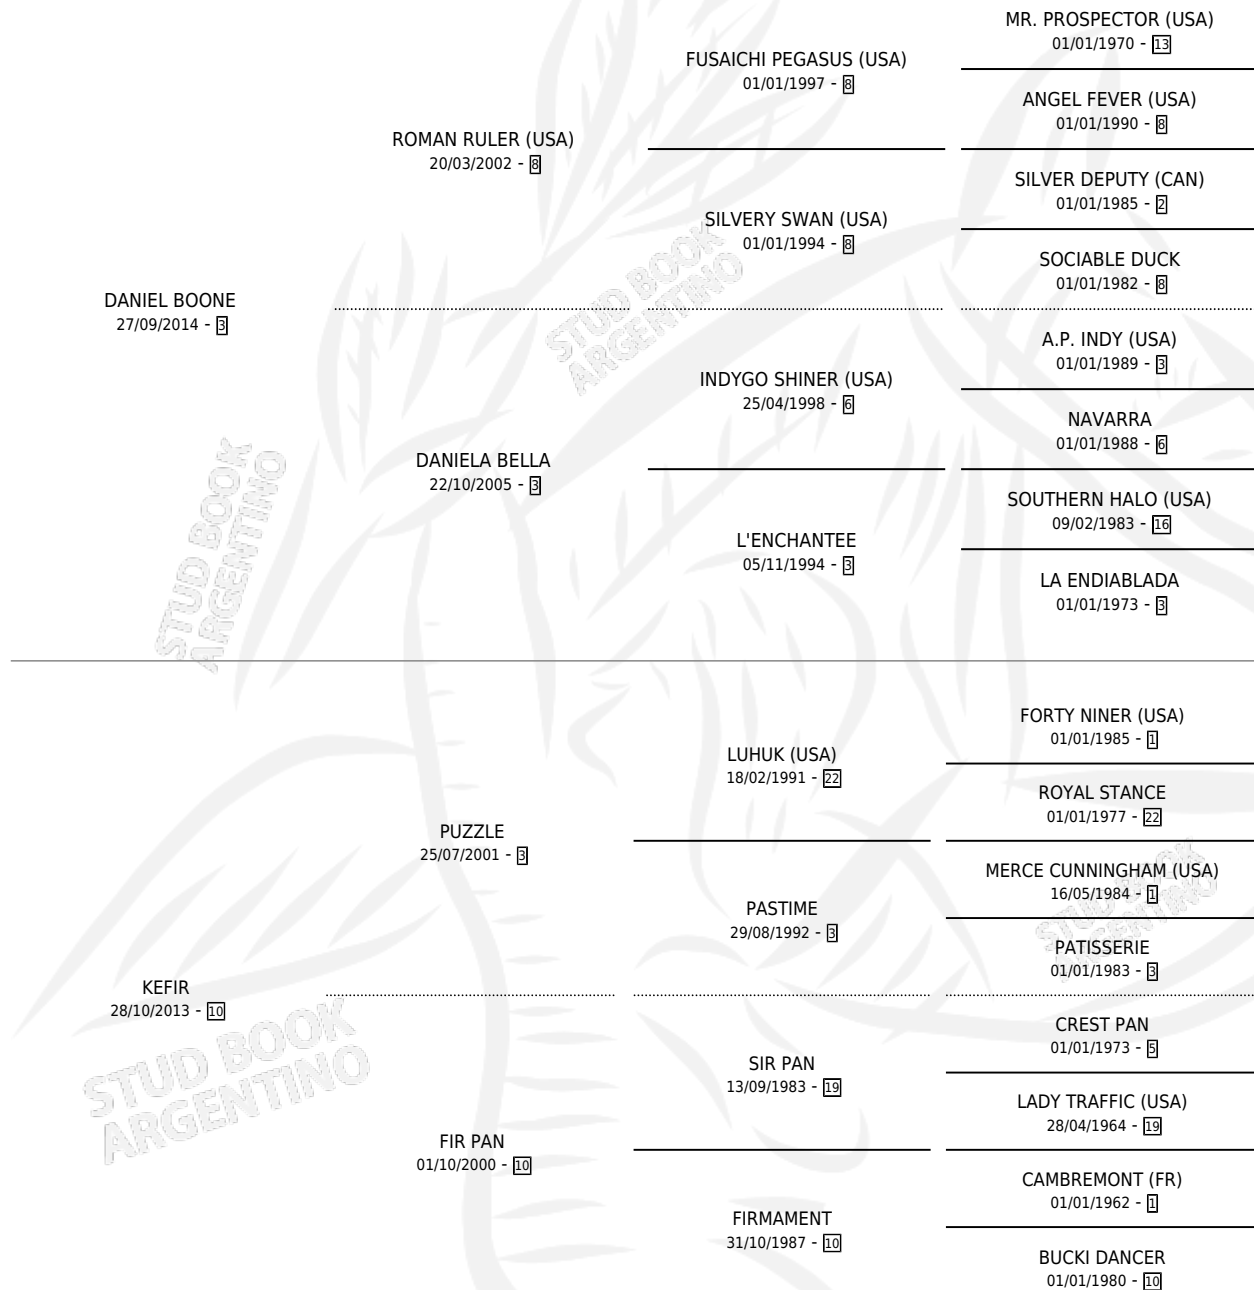 MR. PROSPECTOR (USA)
01/01/1970 - 13
FUSAICHI PEGASUS (USA)
01/01/1997 - 8
ANGEL FEVER (USA)
01/01/1990 - 8
ROMAN RULER (USA)
20/03/2002 - 8
SILVER DEPUTY (CAN)
01/01/1985 - 2
SILVERY SWAN (USA)
01/01/1994 - 8
SOCIABLE DUCK
01/01/1982 - 8
DANIEL BOONE
27/09/2014 - 3
A.P. INDY (USA)
01/01/1989 - 3
INDYGO SHINER (USA)
25/04/1998 - 6
NAVARRA
01/01/1988 - 6
DANIELA BELLA
22/10/2005 - 3
SOUTHERN HALO (USA)
09/02/1983 - 16
L'ENCHANTEE
05/11/1994 - 3
LA ENDIABLADA
01/01/1973 - 3
FORTY NINER (USA)
01/01/1985 - 1
LUHUK (USA)
18/02/1991 - 22
ROYAL STANCE
01/01/1977 - 22
PUZZLE
25/07/2001 - 3
MERCE CUNNINGHAM (USA)
16/05/1984 - 1
PASTIME
29/08/1992 - 3
PATISSERIE
01/01/1983 - 3
KEFIR
28/10/2013 - 10
CREST PAN
01/01/1973 - 5
SIR PAN
13/09/1983 - 19
LADY TRAFFIC (USA)
28/04/1964 - 19
FIR PAN
01/10/2000 - 10
CAMBREMONT (FR)
01/01/1962 - 1
FIRMAMENT
31/10/1987 - 10
BUCKI DANCER
01/01/1980 - 10
STUD BOOK
ARGENTINO
STUD BOOK
ARGENTINO
STUD BOOK
ARGENTINO
STUD BOOK
ARGENTINO